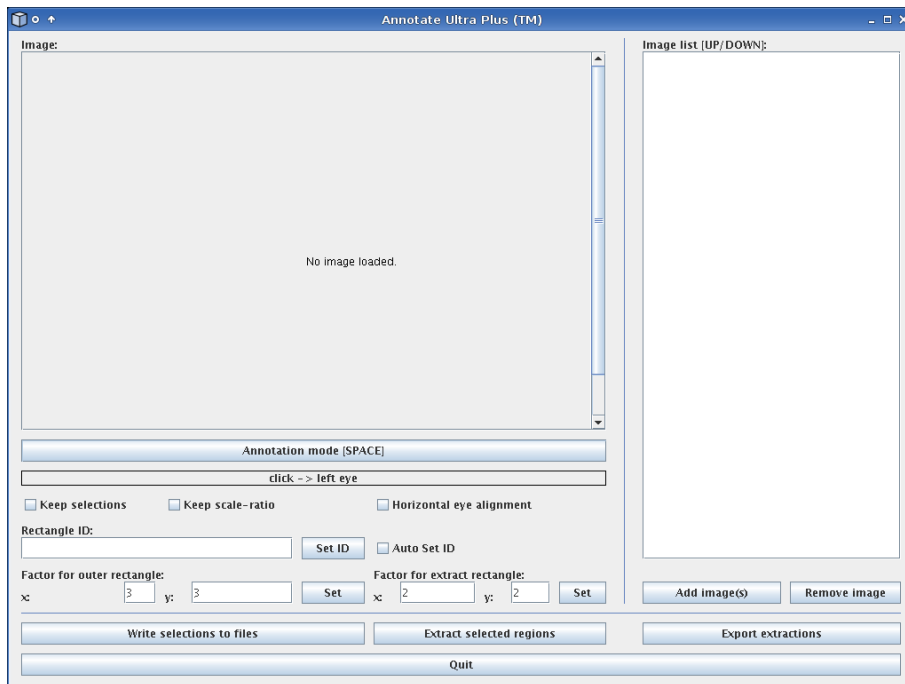 Annotate Ultra Plus (TM)
Image:
Image list [UP/DOWN]:
No image loaded.
Annotation mode [SPACE]
click -> left eye
Keep selections Keep scale-ratio Horizontal eye alignment
Rectangle ID:
Set ID Auto Set ID
Factor for outer rectangle: Factor for extract rectangle:
x: 3 y: 3 Set x: 2 y: 2 Set
Add image(s) Remove image
Write selections to files Extract selected regions Export extractions
Quit